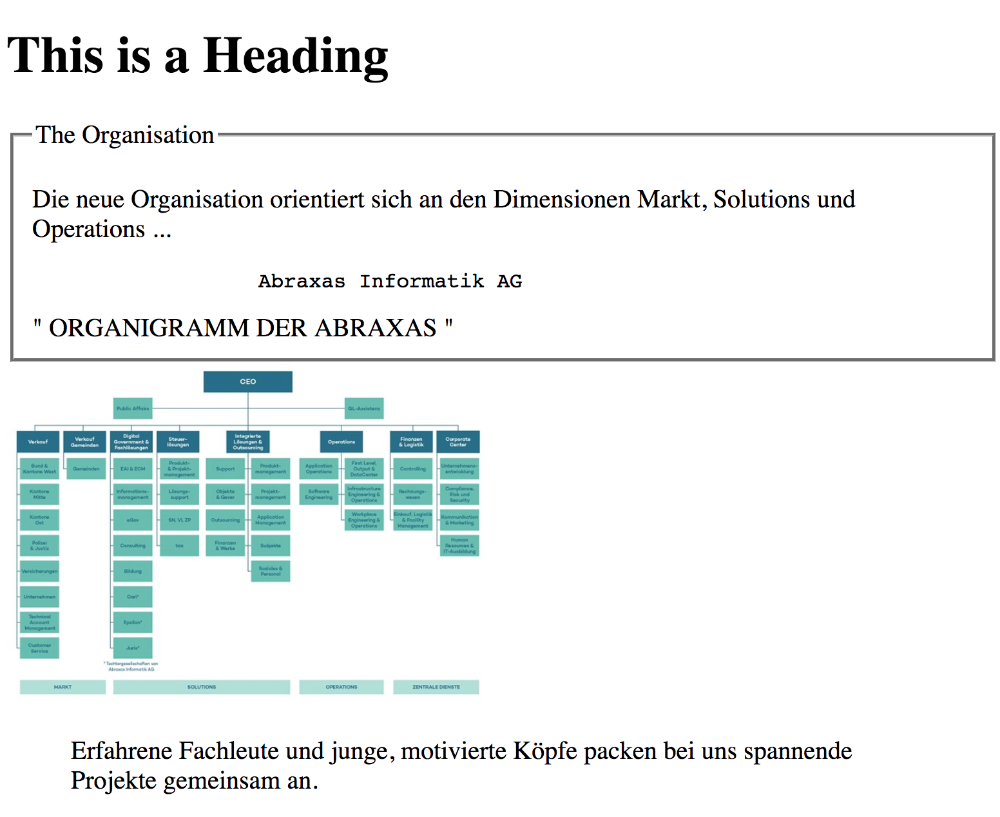 This is a Heading
The Organisation
Die neue Organisation orientiert sich an den Dimensionen Markt, Solutions und
Operations ...
Abraxas Informatik AG
" ORGANIGRAMM DER ABRAXAS "
CEO
Public Affairs
GL-Assistenz
Verkauf
Bund &
Kantone West
Kantone
Mitte
Kantone
Ost
Polizei
& Justiz
Versicherungen
Unternehmen
Technical
Account
Management
Customer
Service
Verkauf
Gemeinden
Gemeinden
Digital
Government &
Fachlösungen
EAI & ECM
Informations-
management
eGov
Consulting
Bildung
Cari*
Epsilon*
Juris*
* Tochtergesellschaften von
Abraxas Informatik AG
Steuer-
lösungen
Produkt-
& Projekt-
management
Lösungs-
support
SN, VI, ZP
tax
Integrierte
Lösungen &
Outsourcing
Support
Objekte
& Gever
Outsourcing
Finanzen
& Werke
Produkt-
management
Projekt-
management
Application
Management
Subjekte
Soziales &
Personal
Operations
Application
Operations
Software
Engineering
First Level,
Output &
DataCenter
Infrastructure
Engineering &
Operations
Workplace
Engineering &
Operations
Finanzen
& Logistik
Controlling
Rechnungs-
wesen
Einkauf, Logistik
& Facility
Management
Corporate
Center
Unternehmens-
entwicklung
Compliance,
Risk und
Security
Kommunikation
& Marketing
Human
Resources &
IT-Ausbildung
MARKT
SOLUTIONS
OPERATIONS
ZENTRALE DIENSTE
Erfahrene Fachleute und junge, motivierte Köpfe packen bei uns spannende
Projekte gemeinsam an.